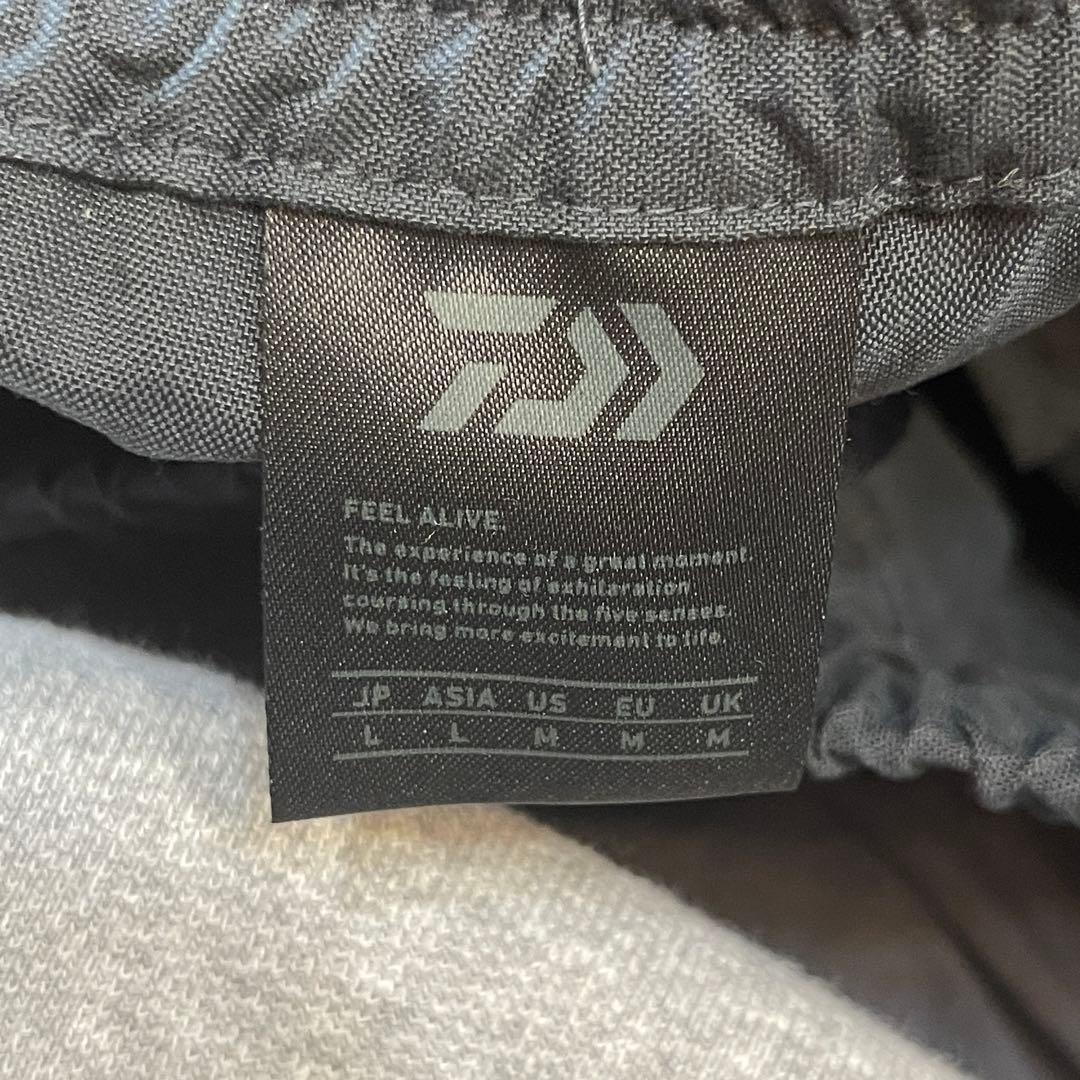 FEEL ALIVE.
The experience of a great moment.
It's the feeling of exhileration
coursing through the five senses.
We bring more excitement to life.
JP ASIA US EU UK
L L M M M